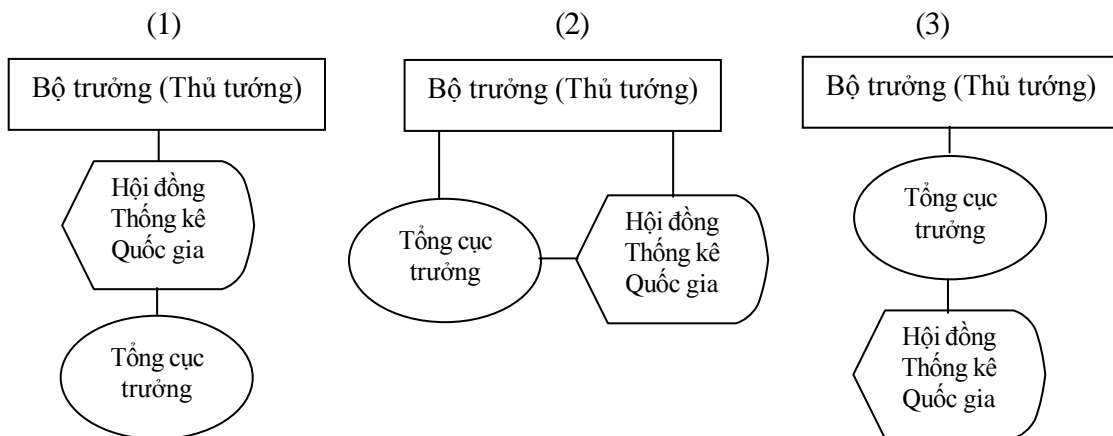 (1)
Bộ trưởng (Thủ tướng)
Hội đồng
Thống kê
Quốc gia
Tổng cục
trưởng
(2)
Bộ trưởng (Thủ tướng)
Tổng cục
trưởng
Hội đồng
Thống kê
Quốc gia
(3)
Bộ trưởng (Thủ tướng)
Tổng cục
trưởng
Hội đồng
Thống kê
Quốc gia